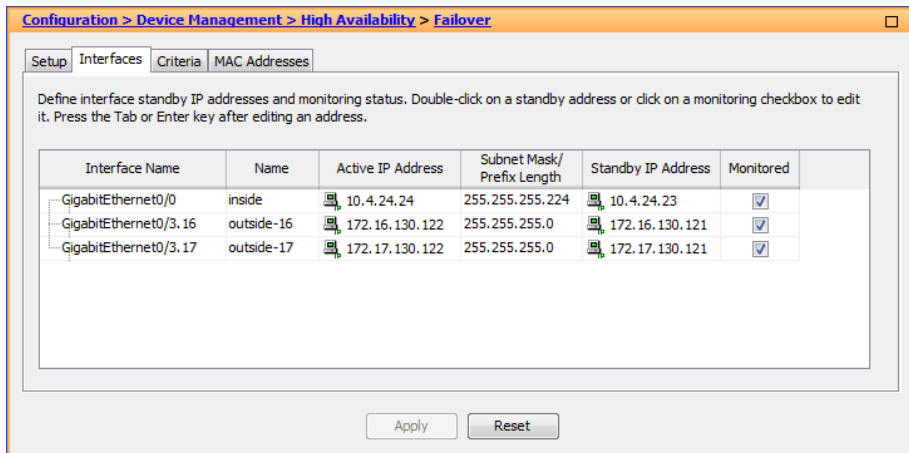 Configuration > Device Management > High Availability > Failover
Setup Interfaces Criteria MAC Addresses
Define interface standby IP addresses and monitoring status. Double-click on a standby address or click on a monitoring checkbox to edit
it. Press the Tab or Enter key after editing an address.
Interface Name Name Active IP Address Subnet Mask/ Prefix Length Standby IP Address Monitored
GigabitEthernet0/0 inside 10.4.24.24 255.255.255.224 10.4.24.23
GigabitEthernet0/3.16 outside-16 172.16.130.122 255.255.255.0 172.16.130.121
GigabitEthernet0/3.17 outside-17 172.17.130.122 255.255.255.0 172.17.130.121
Apply Reset